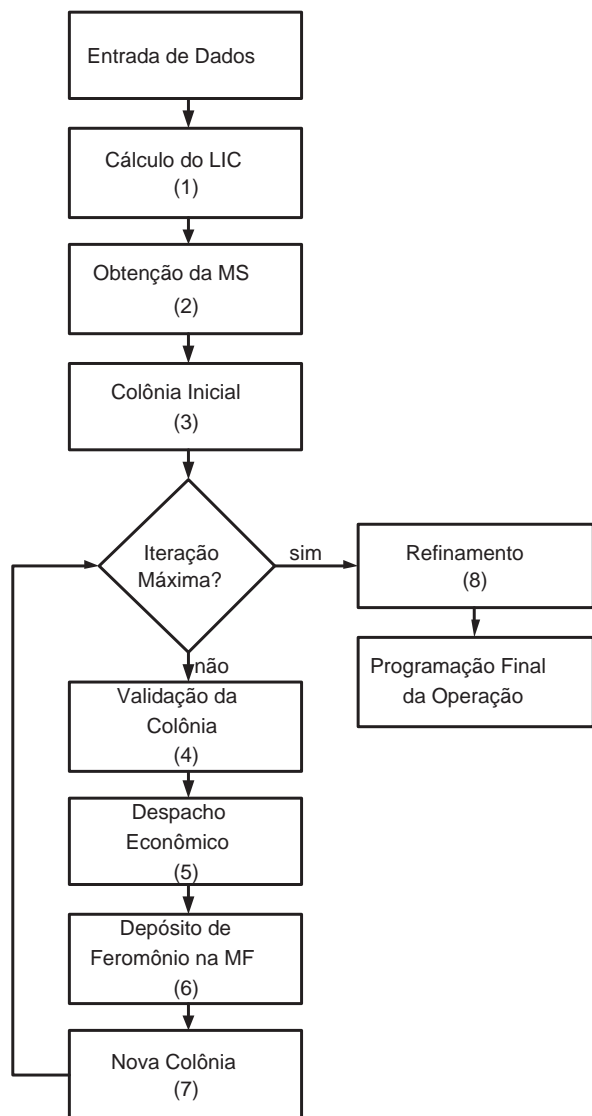 Entrada de Dados
Cálculo do LIC
(1)
Obtenção da MS
(2)
Colônia Inicial
(3)
Iteração
Máxima?
sim
não
Refinamento
(8)
Programação Final
da Operação
Validação da
Colônia
(4)
Despacho
Econômico
(5)
Depósito de
Feromônio na MF
(6)
Nova Colônia
(7)